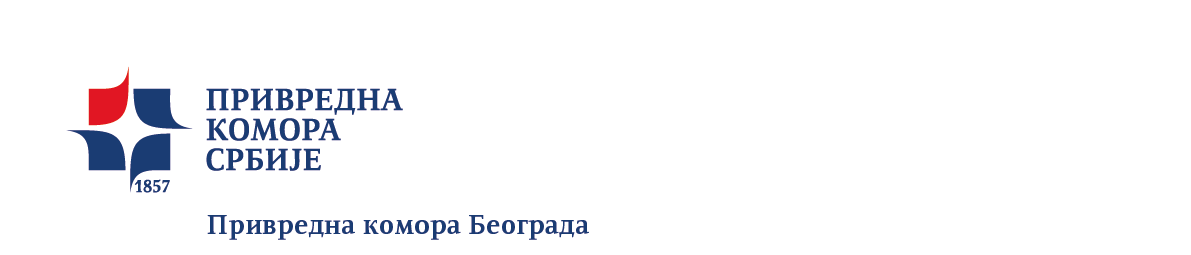 ПРИВРЕДНА
КОМОРА
СРБИЈЕ
1857
Привредна комора Београда